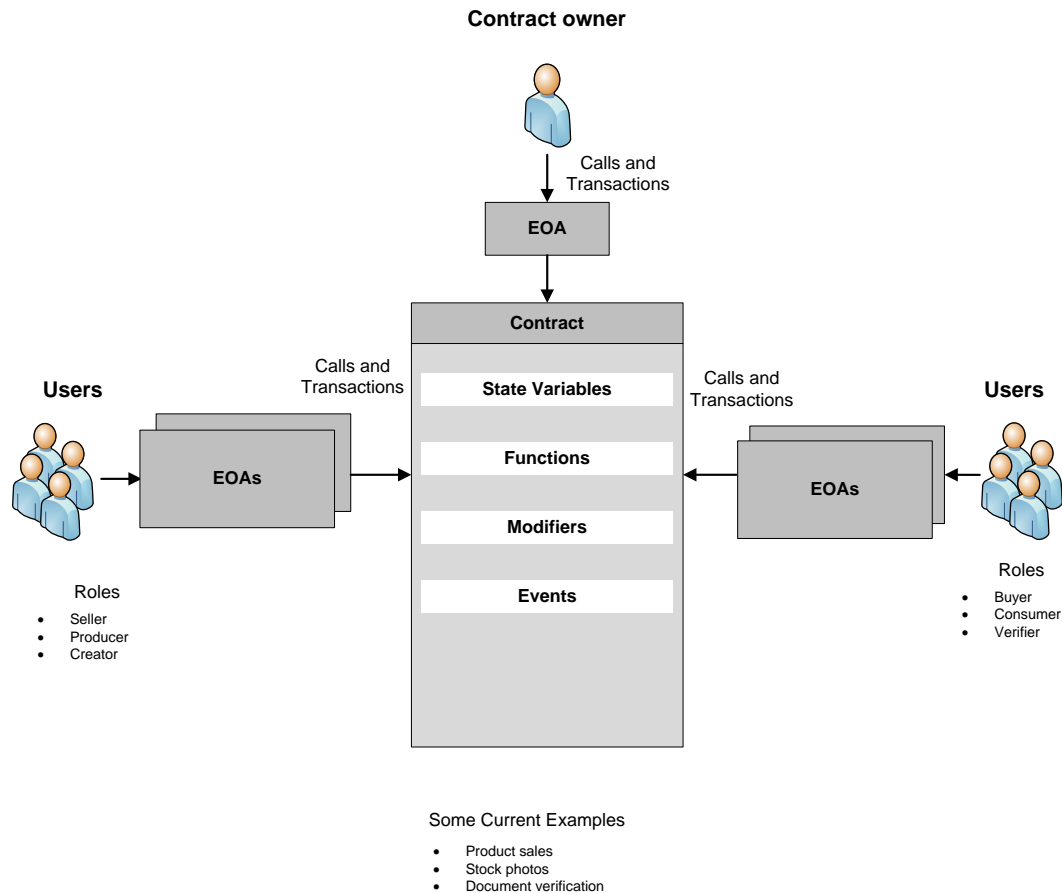 Contract owner
Calls and
Transactions
EOA
Contract
Calls and
Transactions
State Variables
Calls and
Transactions
Users
Users
Functions
EOAs
EOAs
Modifiers
Roles
Seller
Producer
Creator
Events
Roles
Buyer
Consumer
Verifier
Some Current Examples
Product sales
Stock photos
Document verification